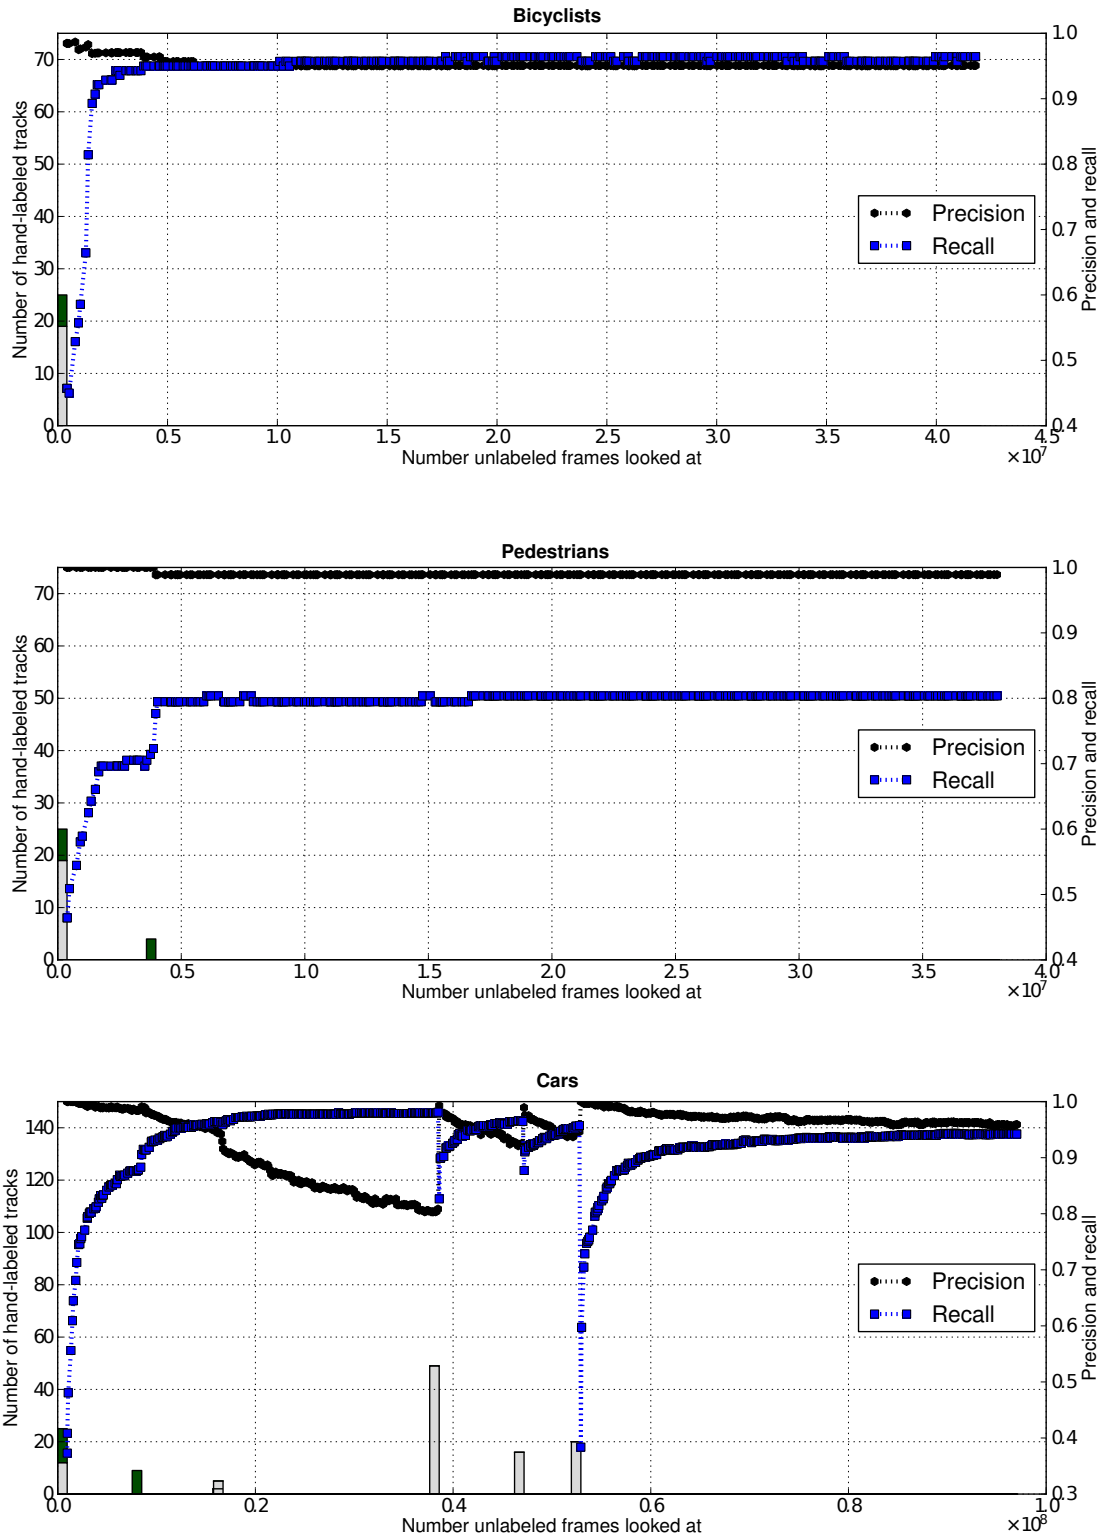 Bicyclists
70
60
50
40
30
20
10
0
1.0
0.9
0.8
0.7
0.6
0.5
0.4
Number of hand-labeled tracks
Precision and recall
Precision
Recall
0.0 0.5 1.0 1.5 2.0 2.5 3.0 3.5 4.0 4.5
Number unlabeled frames looked at
×10⁷
Pedestrians
70
60
50
40
30
20
10
0
1.0
0.9
0.8
0.7
0.6
0.5
0.4
Number of hand-labeled tracks
Precision and recall
Precision
Recall
0.0 0.5 1.0 1.5 2.0 2.5 3.0 3.5 4.0
Number unlabeled frames looked at
×10⁷
Cars
140
120
100
80
60
40
20
0
1.0
0.9
0.8
0.7
0.6
0.5
0.4
0.3
Number of hand-labeled tracks
Precision and recall
Precision
Recall
0.0 0.2 0.4 0.6 0.8 1.0
Number unlabeled frames looked at
×10⁸